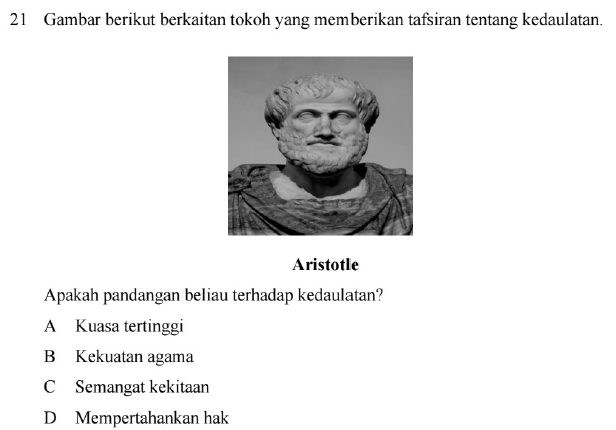 21 Gambar berikut berkaitan tokoh yang memberikan tafsiran tentang kedaulatan.
Aristotle
Apakah pandangan beliau terhadap kedaulatan?
A Kuasa tertinggi
B Kekuatan agama
C Semangat kekitaan
D Mempertahankan hak